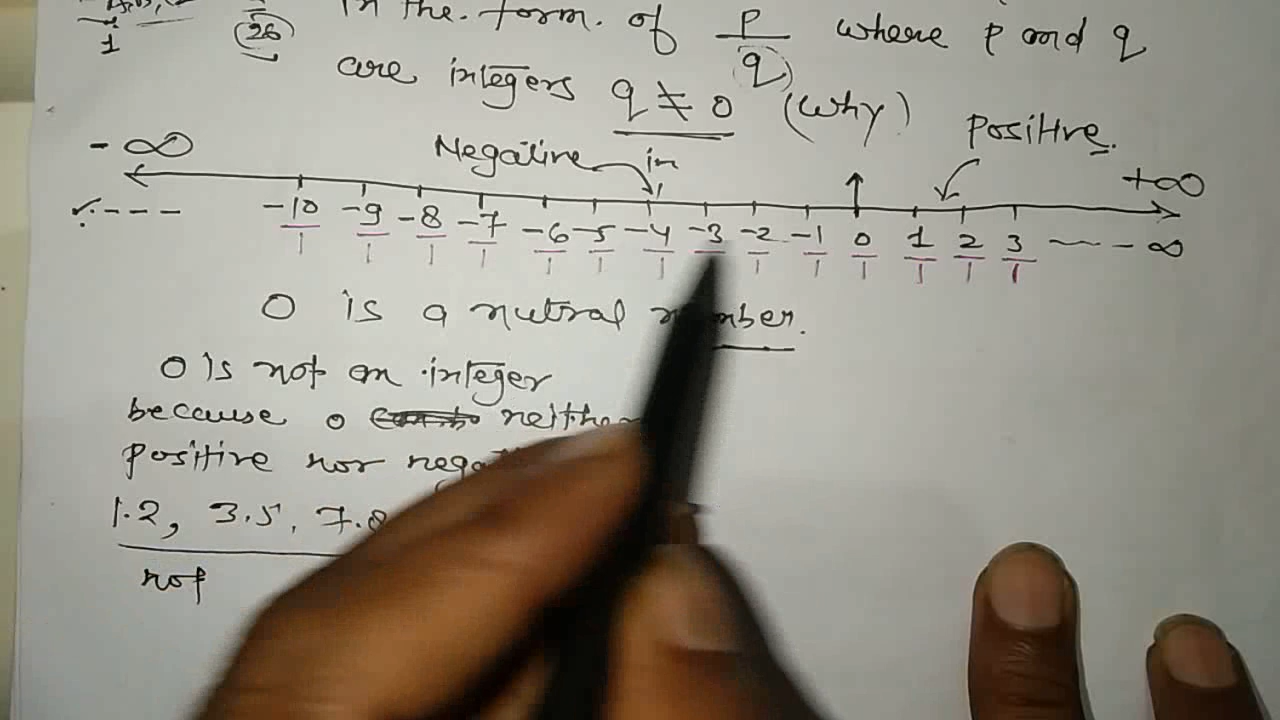 1
26
in the form of P/q where p and q
are integers q ≠ 0 (why)
- ∞ Negative in Positive +∞
-10/1 -9/1 -8/1 -7/1 -6/1 -5/1 -4/1 -3 -2/1 -1/1 0/1 1/1 2/1 3/1 - ∞
0 is a nutral number.
0 is not an integer
because 0 neither
positive nor
1.2, 3.5,
not